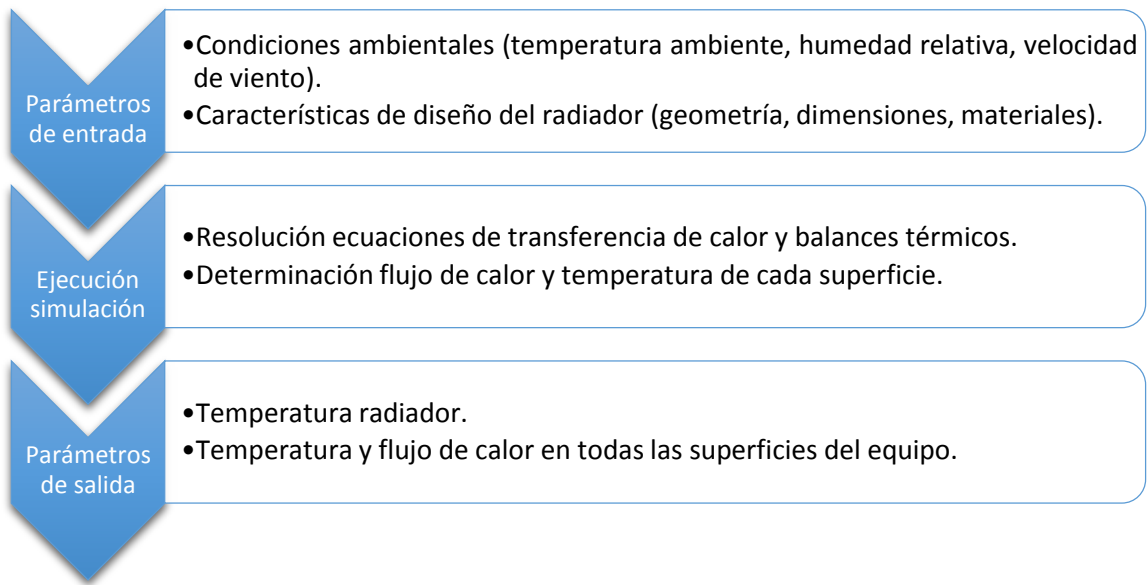 Parámetros
de entrada
•Condiciones ambientales (temperatura ambiente, humedad relativa, velocidad
de viento).
•Características de diseño del radiador (geometría, dimensiones, materiales).
Ejecución
simulación
•Resolución ecuaciones de transferencia de calor y balances térmicos.
•Determinación flujo de calor y temperatura de cada superficie.
Parámetros
de salida
•Temperatura radiador.
•Temperatura y flujo de calor en todas las superficies del equipo.